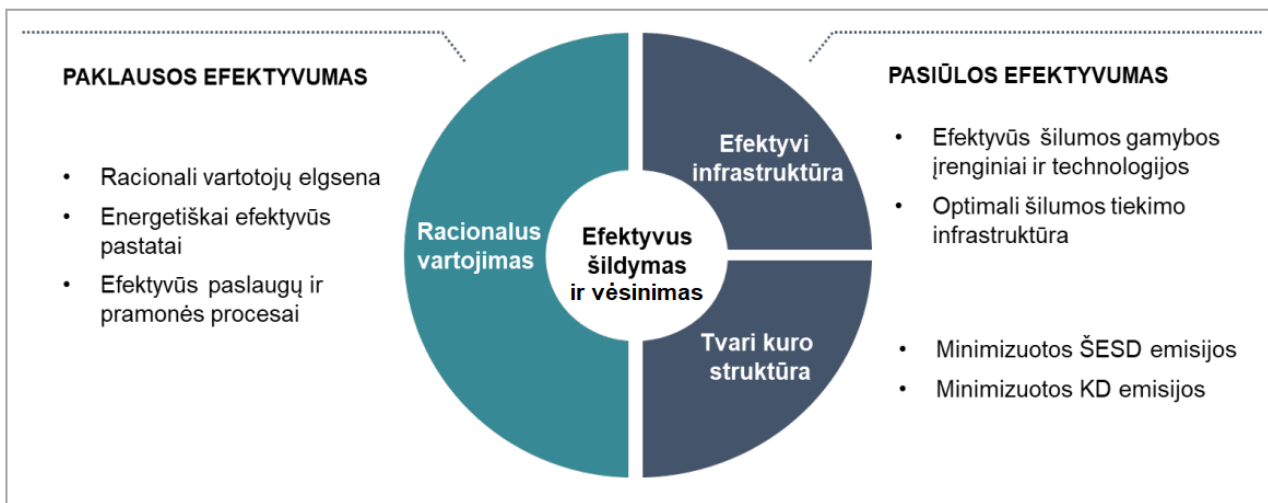 PAKLAUSOS EFEKTYVUMAS
• Racionali vartotojų elgsena
• Energetiškai efektyvūs
pastatai
• Efektyvūs paslaugų ir
pramonės procesai
Racionalus
vartojimas
Efektyvus
šildymas
ir vėsinimas
Efektyvi
infrastruktūra
Tvari kuro
struktūra
PASIŪLOS EFEKTYVUMAS
• Efektyvūs šilumos gamybos
įrenginiai ir technologijos
• Optimali šilumos tiekimo
infrastruktūra
• Minimizuotos ŠESD emisijos
• Minimizuotos KD emisijos